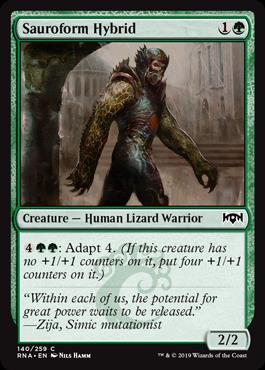 Sauroform Hybrid 1
Creature — Human Lizard Warrior
4: Adapt 4. (If this creature has
no +1/+1 counters on it, put four +1/+1
counters on it.)
“Within each of us, the potential for
great power waits to be released.”
—Zija, Simic mutationist
2/2
140/259 C
RNA • EN NILS HAMM
™ & © 2019 Wizards of the Coast